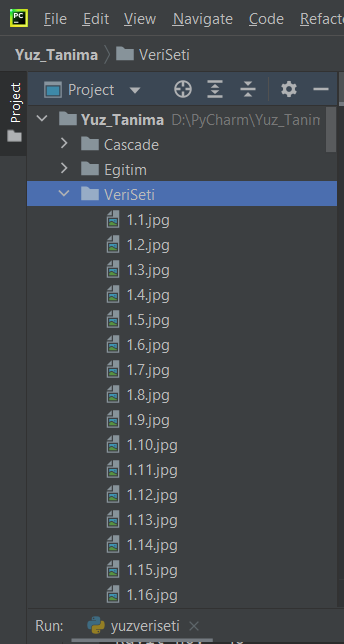 PC File Edit View Navigate Code Refacto
Yuz_Tanima VeriSeti
Project
Project
Yuz_Tanima D:\PyCharm\Yuz_Tanim
Cascade
Egitim
VeriSeti
1.1.jpg
1.2.jpg
1.3.jpg
1.4.jpg
1.5.jpg
1.6.jpg
1.7.jpg
1.8.jpg
1.9.jpg
1.10.jpg
1.11.jpg
1.12.jpg
1.13.jpg
1.14.jpg
1.15.jpg
1.16.jpg
Run: yuzveriseti